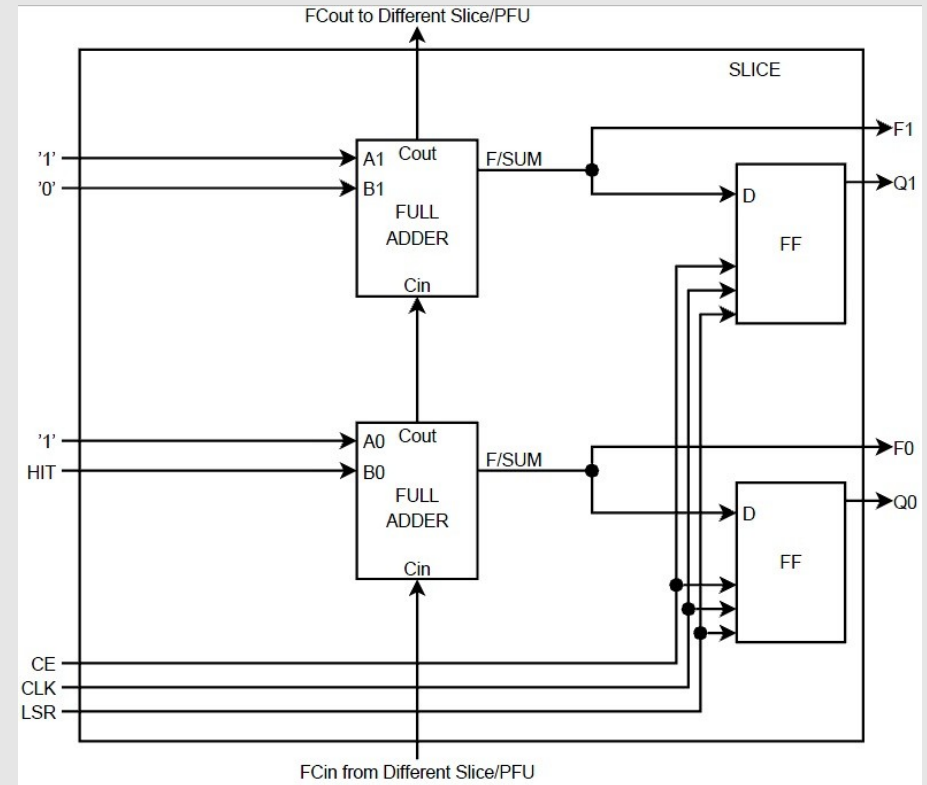 FCout to Different Slice/PFU
SLICE
F1
'1'
A1
Cout
F/SUM
'0'
B1
Q1
D
FULL
ADDER
FF
Cin
'1'
A0
Cout
F0
HIT
B0
F/SUM
FULL
ADDER
Q0
D
FF
Cin
CE
CLK
LSR
FCin from Different Slice/PFU